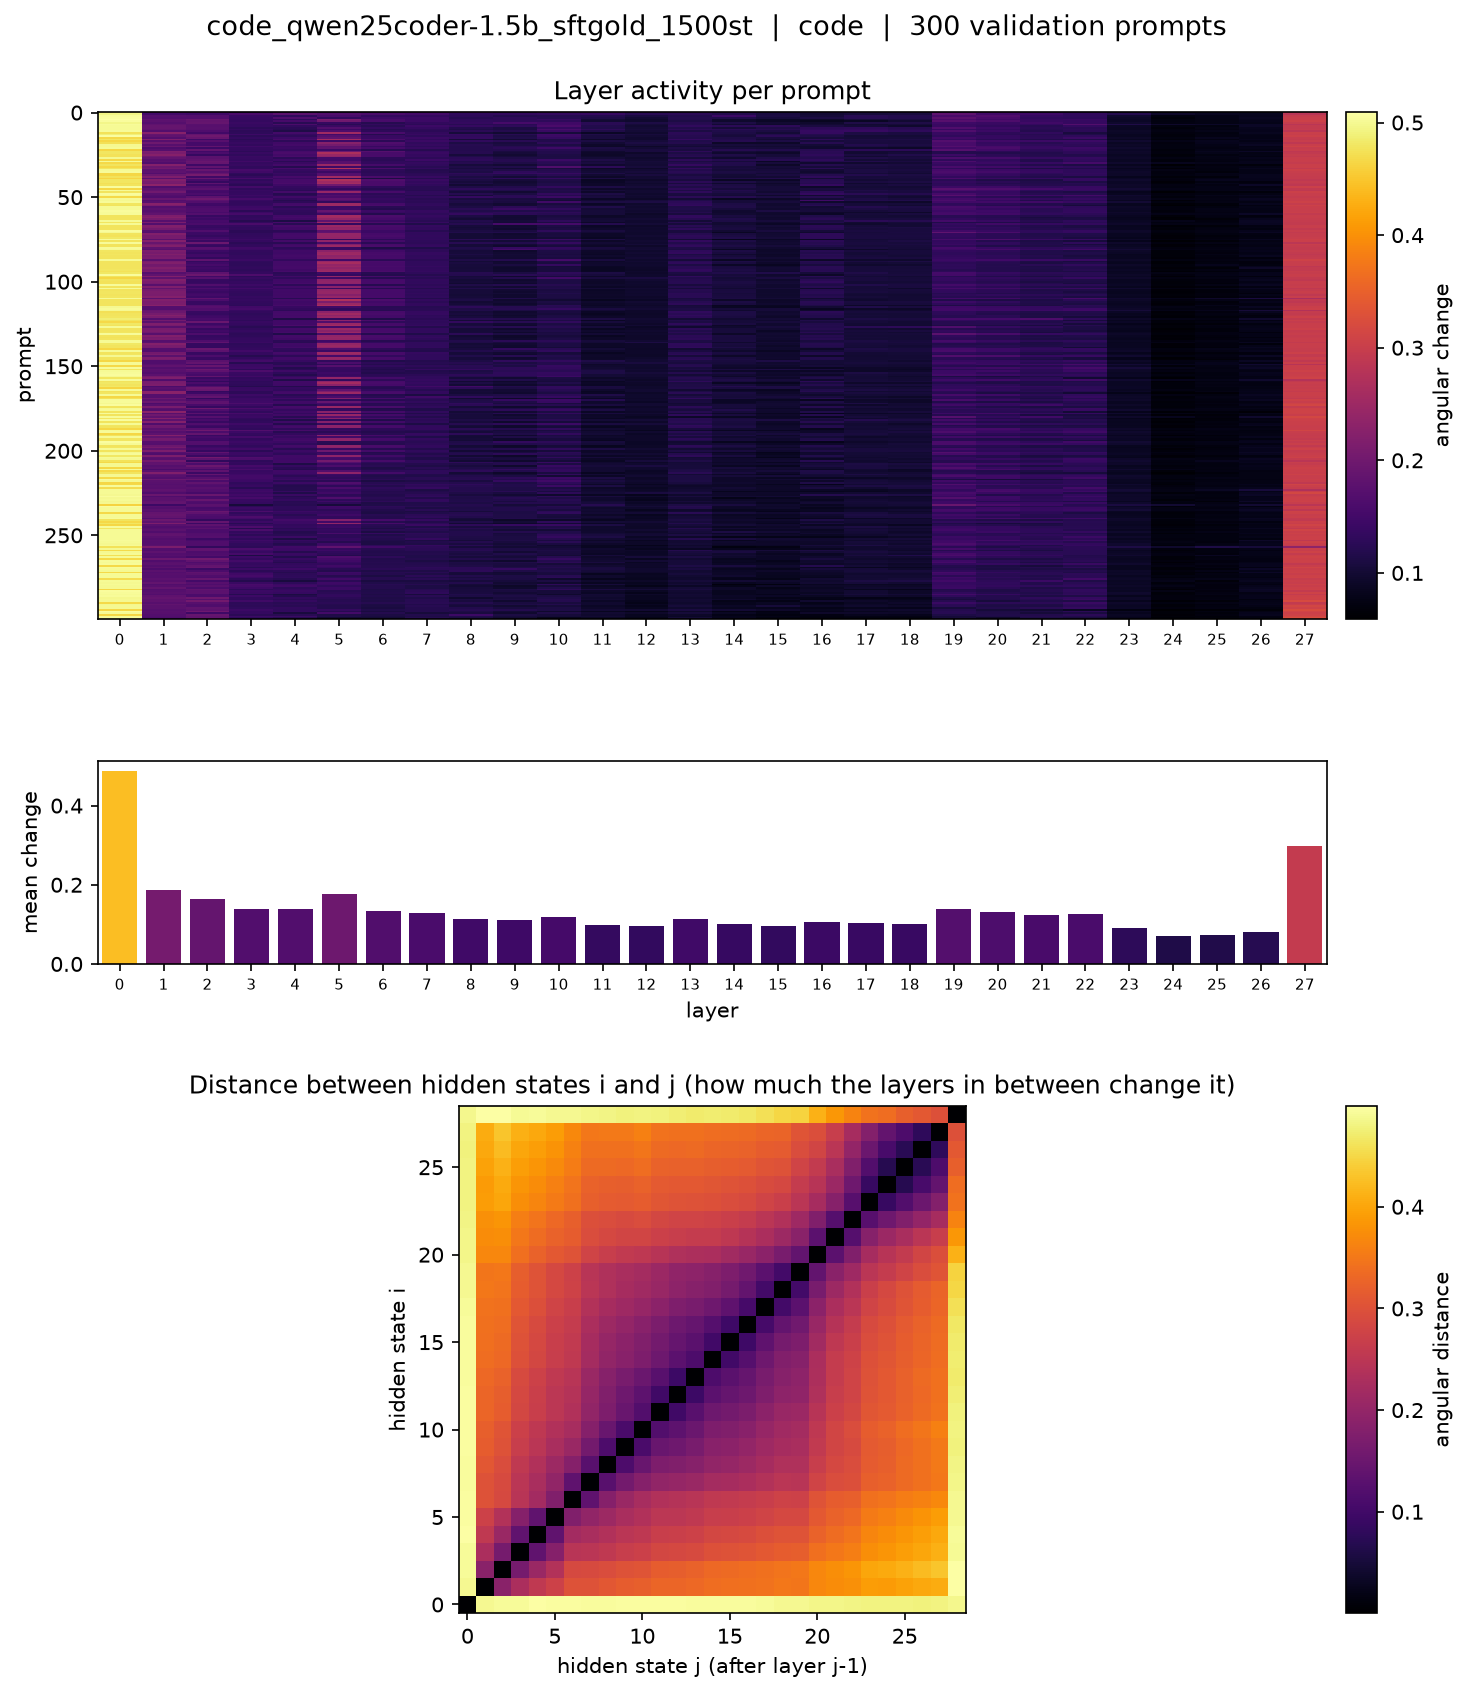 code_qwen25coder-1.5b_sftgold_1500st | code | 300 validation prompts
Layer activity per prompt
prompt
0
50
100
150
200
250
0 1 2 3 4 5 6 7 8 9 10 11 12 13 14 15 16 17 18 19 20 21 22 23 24 25 26 27
0.5
0.4
0.3
0.2
0.1
angular change
mean change
0.4
0.2
0.0
0 1 2 3 4 5 6 7 8 9 10 11 12 13 14 15 16 17 18 19 20 21 22 23 24 25 26 27
layer
Distance between hidden states i and j (how much the layers in between change it)
hidden state i
25
20
15
10
5
0
0 5 10 15 20 25
hidden state j (after layer j-1)
0.4
0.3
0.2
0.1
angular distance